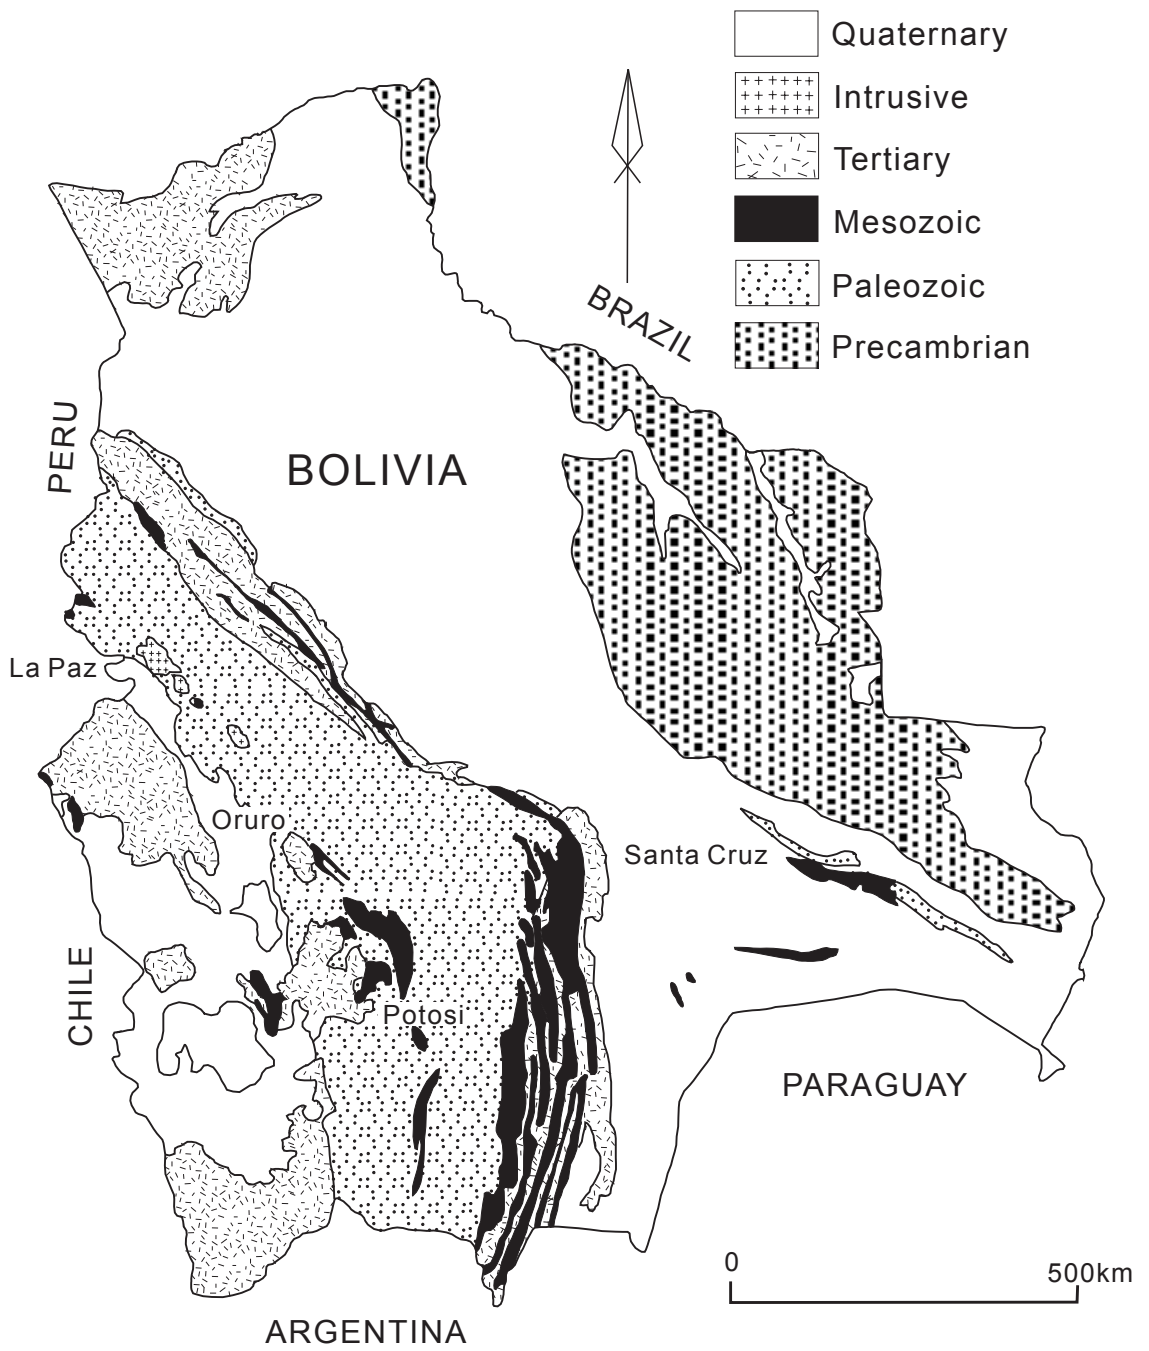 Quaternary
Intrusive
Tertiary
Mesozoic
Paleozoic
Precambrian
BRAZIL
PERU
BOLIVIA
La Paz
Oruro
Santa Cruz
CHILE
Potosi
PARAGUAY
0
500km
ARGENTINA